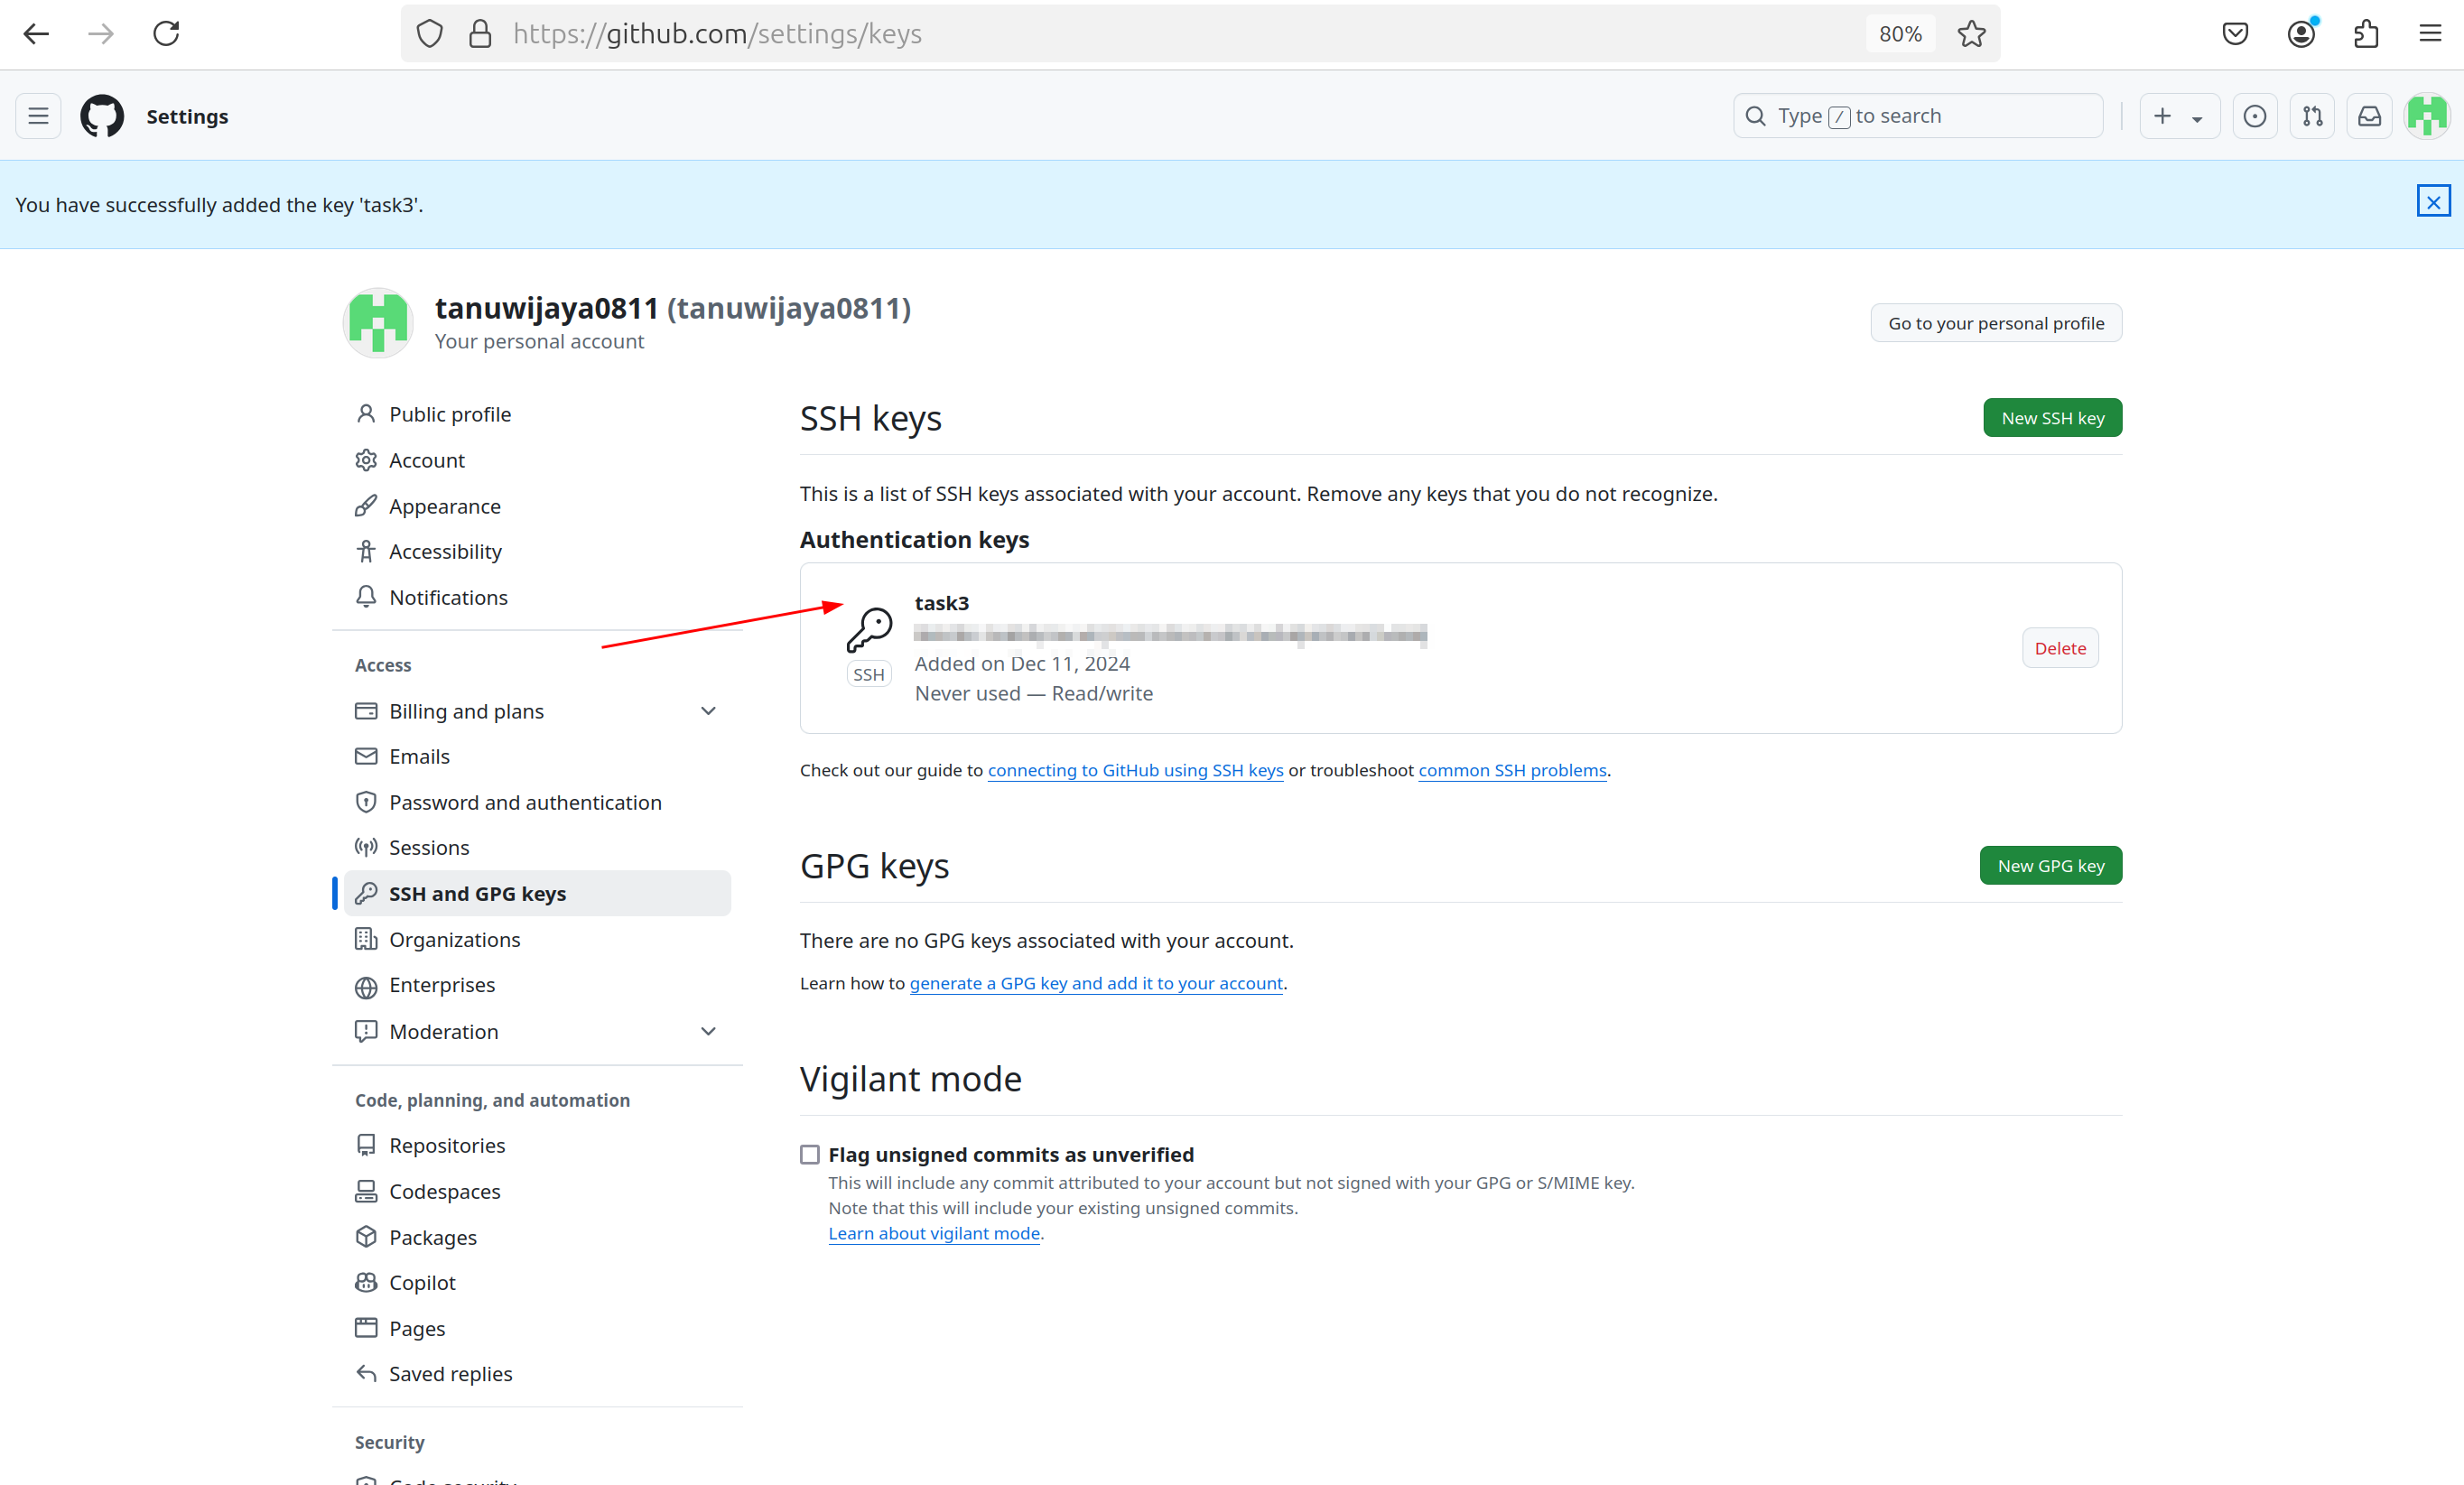 https://github.com/settings/keys
80%
Settings
Type / to search
You have successfully added the key 'task3'.
tanuwijaya0811 (tanuwijaya0811)
Your personal account
Go to your personal profile
Public profile
Account
Appearance
Accessibility
Notifications
Access
Billing and plans
Emails
Password and authentication
Sessions
SSH and GPG keys
Organizations
Enterprises
Moderation
Code, planning, and automation
Repositories
Codespaces
Packages
Copilot
Pages
Saved replies
Security
Code security
SSH keys
New SSH key
This is a list of SSH keys associated with your account. Remove any keys that you do not recognize.
Authentication keys
task3
SSH
Added on Dec 11, 2024
Never used — Read/write
Delete
Check out our guide to connecting to GitHub using SSH keys or troubleshoot common SSH problems.
GPG keys
New GPG key
There are no GPG keys associated with your account.
Learn how to generate a GPG key and add it to your account.
Vigilant mode
Flag unsigned commits as unverified
This will include any commit attributed to your account but not signed with your GPG or S/MIME key.
Note that this will include your existing unsigned commits.
Learn about vigilant mode.